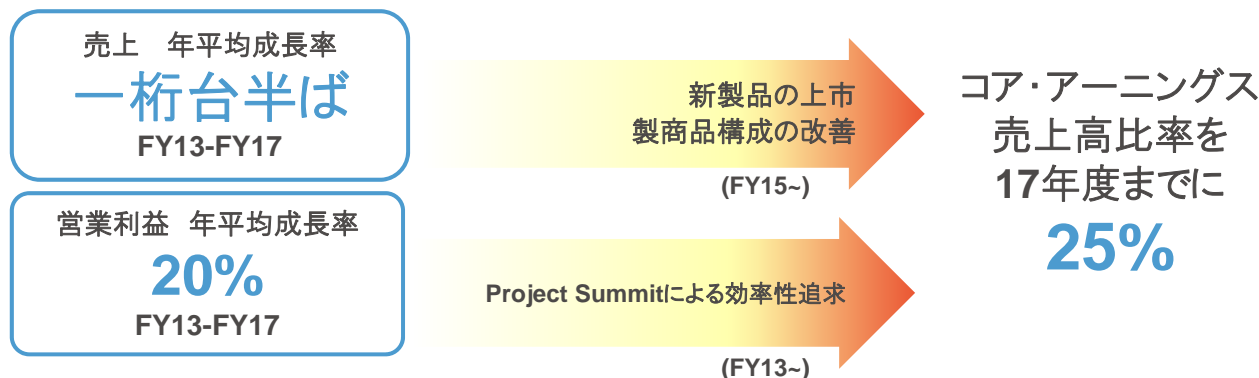 売上 年平均成長率
一桁台半ば
FY13-FY17
営業利益 年平均成長率
20%
FY13-FY17
新製品の上市
製商品構成の改善
(FY15~)
Project Summitによる効率性追求
(FY13~)
コア・アーニングス
売上高比率を
17年度までに
25%